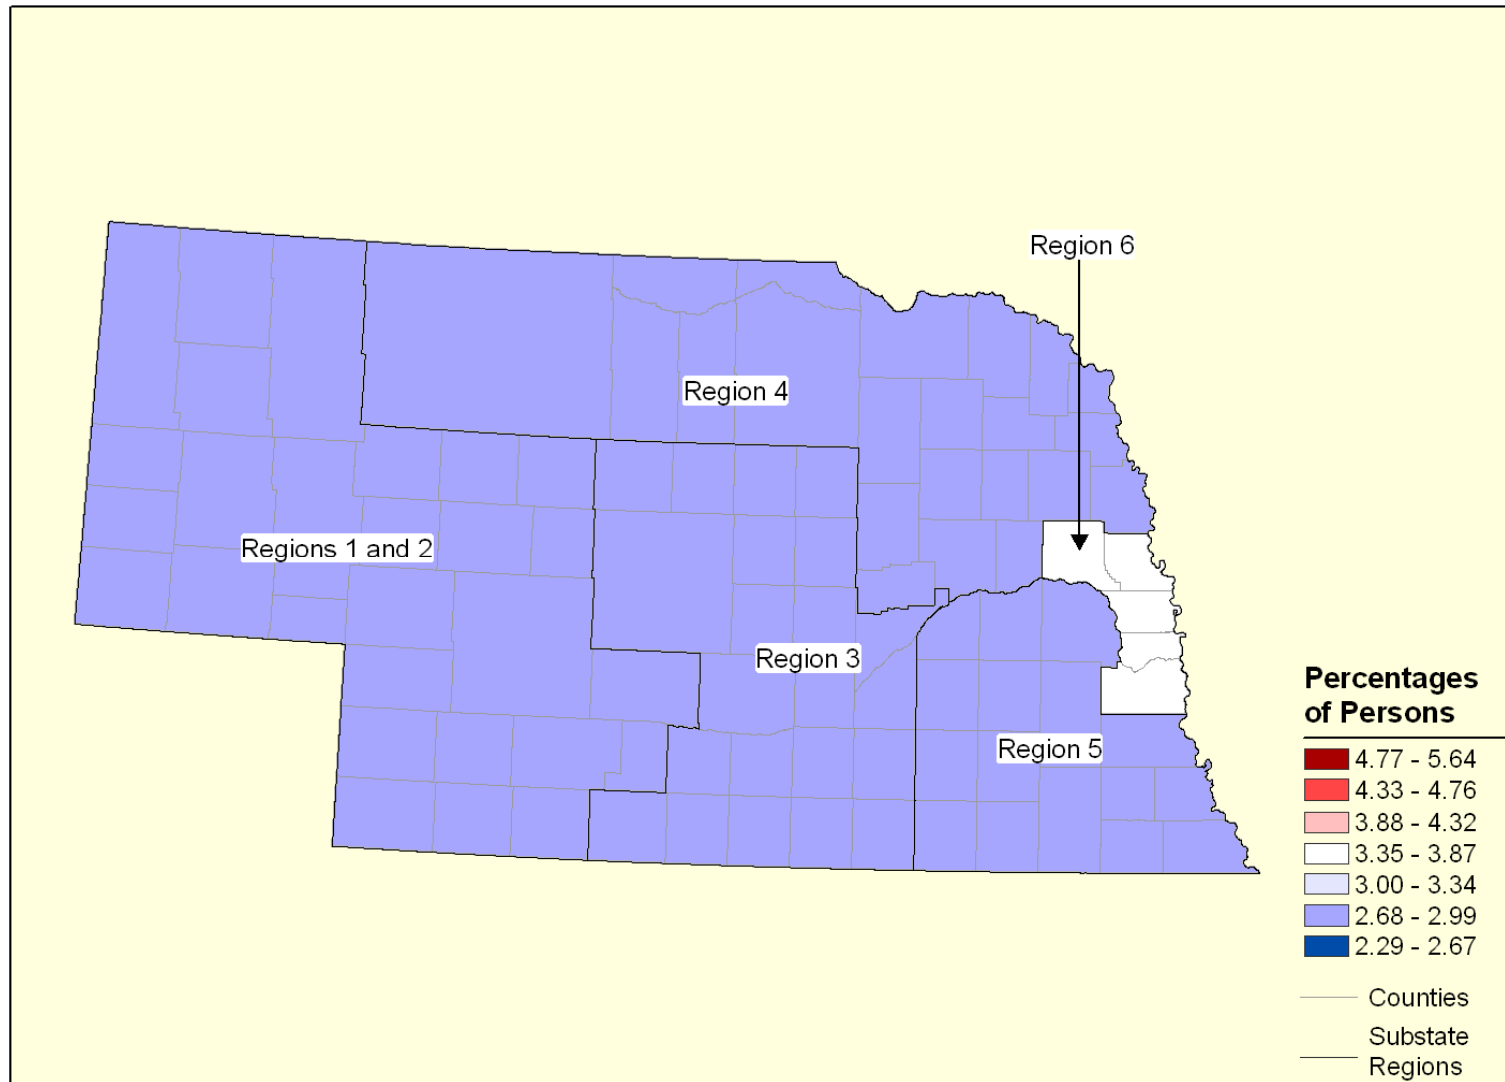 Region 6
Region 4
Regions 1 and 2
Region 3
Region 5
Percentages
of Persons
4.77 - 5.64
4.33 - 4.76
3.88 - 4.32
3.35 - 3.87
3.00 - 3.34
2.68 - 2.99
2.29 - 2.67
Counties
Substate
Regions